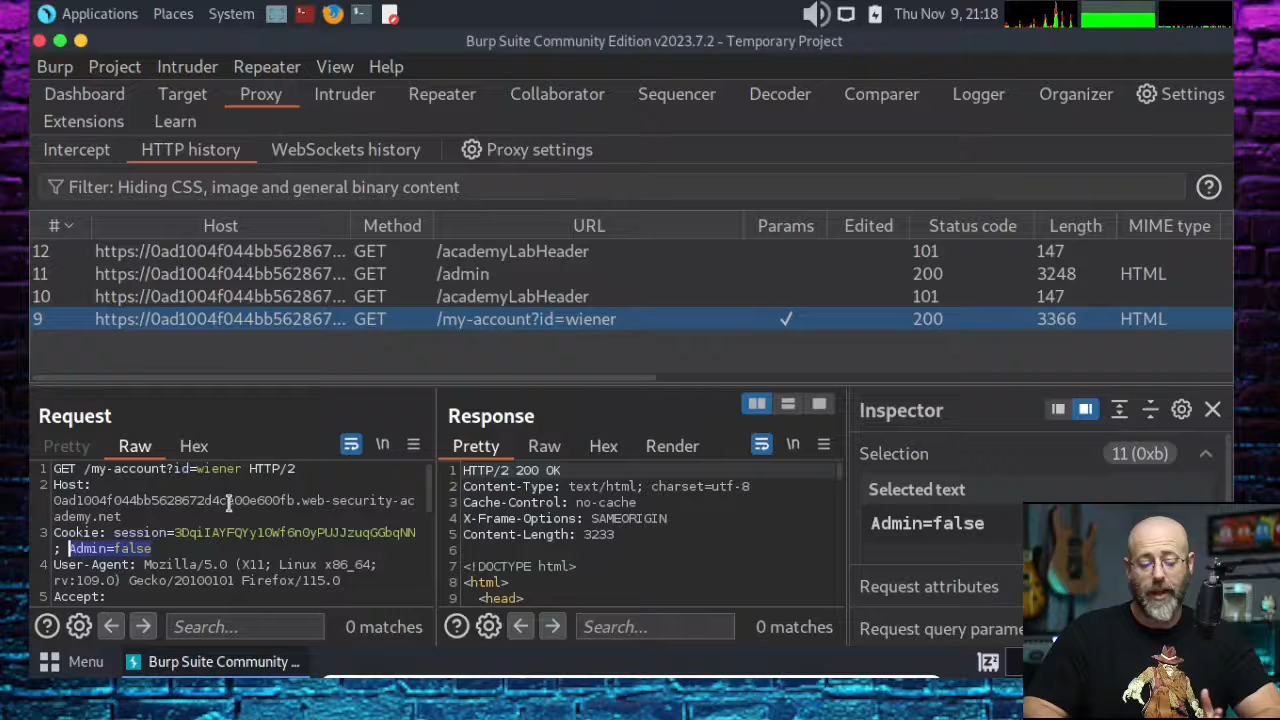 Applications Places System Thu Nov 9, 21:18
Burp Suite Community Edition v2023.7.2 - Temporary Project
Burp Project Intruder Repeater View Help
Dashboard Target Proxy Intruder Repeater Collaborator Sequencer Decoder Comparer Logger Organizer Settings
Extensions Learn
Intercept HTTP history WebSockets history Proxy settings
Filter: Hiding CSS, image and general binary content ?
# Host Method URL Params Edited Status code Length MIME type
12 https://0ad1004f044bb562867... GET /academyLabHeader 101 147
11 https://0ad1004f044bb562867... GET /admin 200 3248 HTML
10 https://0ad1004f044bb562867... GET /academyLabHeader 101 147
9 https://0ad1004f044bb562867... GET /my-account?id=wiener ✓ 200 3366 HTML
Request
Pretty Raw Hex \n
1 GET /my-account?id=wiener HTTP/2
2 Host:
academy.net
3 Cookie: session=3DqiIAYFQYy10Wf6n0yPUJJzuqGGbqNN
; Admin=false
4 User-Agent: Mozilla/5.0 (X11; Linux x86_64;
rv:109.0) Gecko/20100101 Firefox/115.0
5 Accept:
? Search... 0 matches
Response
Pretty Raw Hex Render \n
1 HTTP/2 200 OK
2 Content-Type: text/html; charset=utf-8
3 Cache-Control: no-cache
4 X-Frame-Options: SAMEORIGIN
5 Content-Length: 3233
6
7 <!DOCTYPE html>
8 <html>
9 <head>
? Search... 0 matches
Inspector
Selection 11 (0xb)
Selected text
Admin=false
Request attributes
Request query parame
Menu Burp Suite Community ...